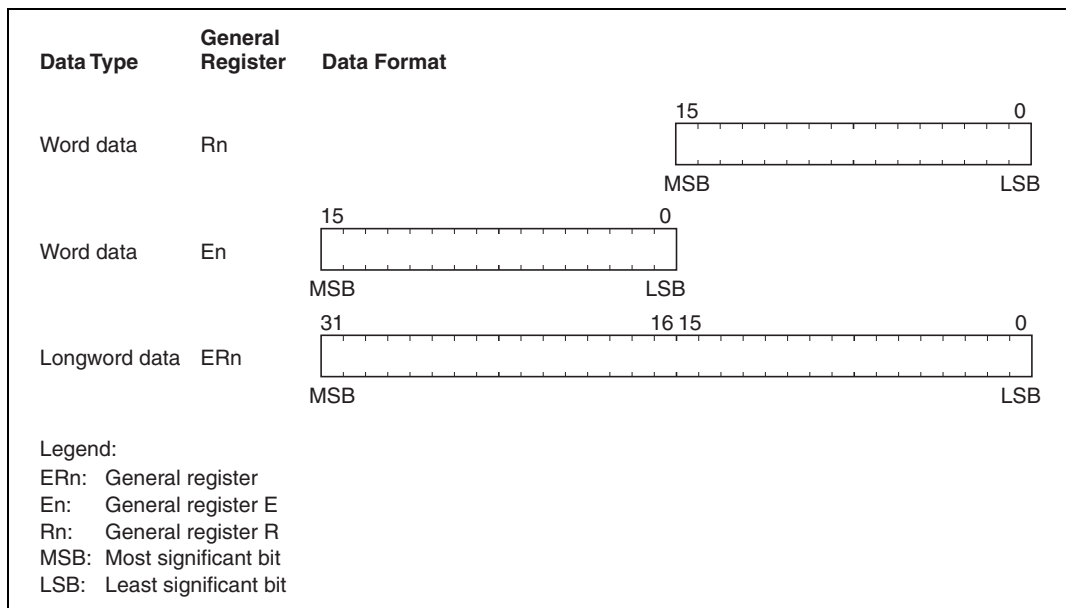 Data Type General Register Data Format
15 0
Word data Rn
MSB LSB
15 0
Word data En
MSB LSB
31 16 15 0
Longword data ERn
MSB LSB
Legend:
ERn: General register
En: General register E
Rn: General register R
MSB: Most significant bit
LSB: Least significant bit